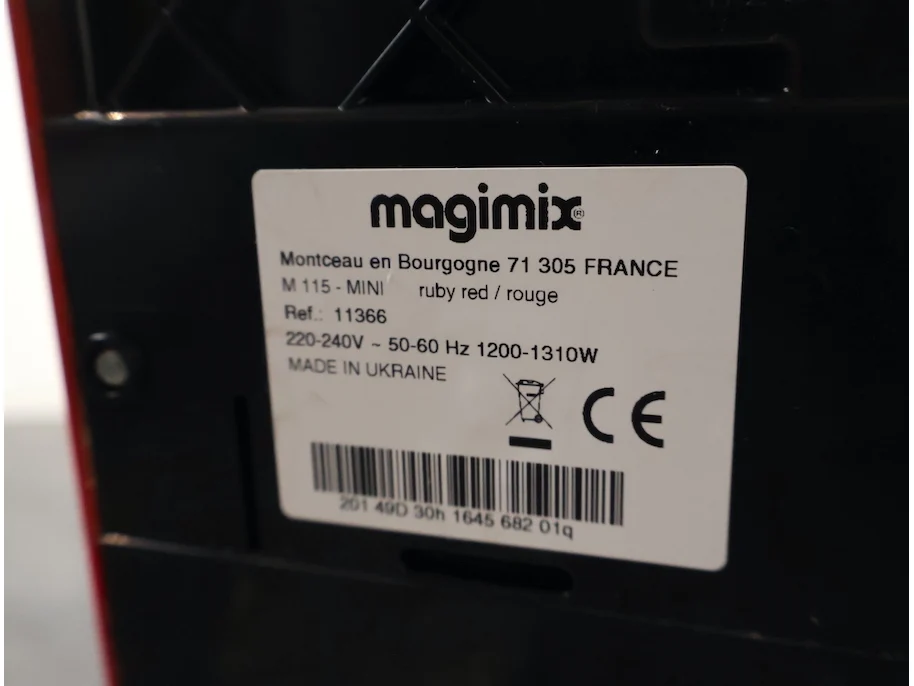 magimix®
Montceau en Bourgogne 71 305 FRANCE
M 115 - MINI ruby red / rouge
Ref.: 11366
220-240V ~ 50-60 Hz 1200-1310W
MADE IN UKRAINE
CE
201 49D 30h 1645 682 01q